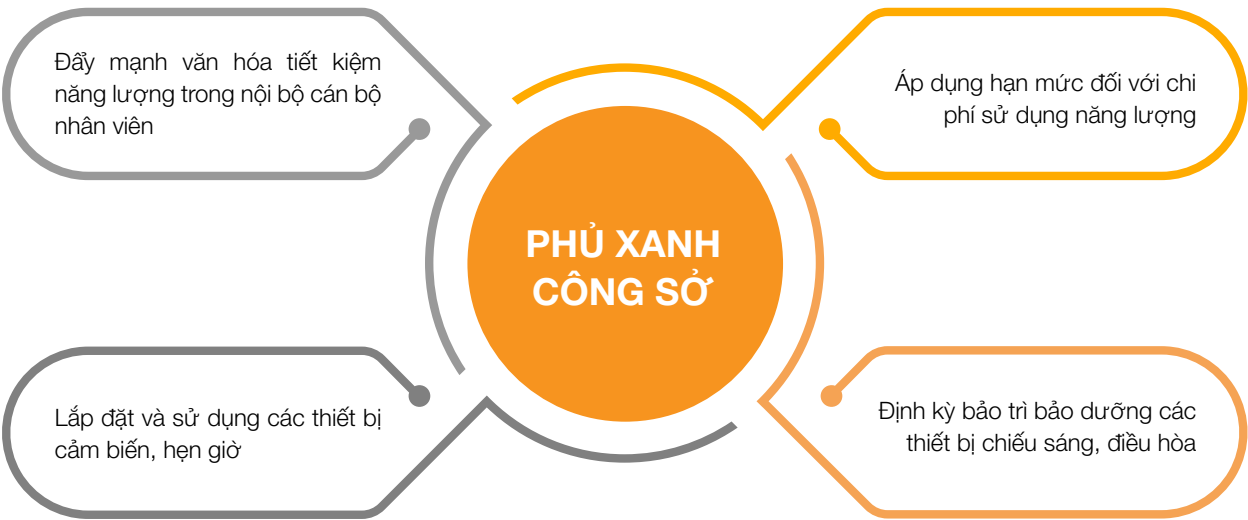 Đẩy mạnh văn hóa tiết kiệm
năng lượng trong nội bộ cán bộ
nhân viên
Áp dụng hạn mức đối với chi
phí sử dụng năng lượng
PHỦ XANH
CÔNG SỞ
Lắp đặt và sử dụng các thiết bị
cảm biến, hẹn giờ
Định kỳ bảo trì bảo dưỡng các
thiết bị chiếu sáng, điều hòa